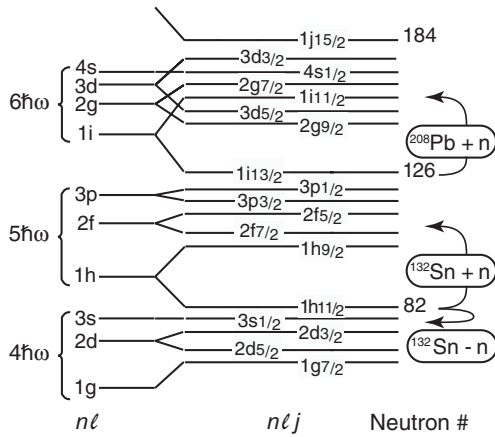 1j15/2 184
3d3/2
4s 4s1/2
3d 2g7/2
6ħω 2g 1i11/2
3d5/2
1i 2g9/2 208Pb + n
1i13/2 126
3p 3p1/2
3p3/2
5ħω 2f 2f5/2
2f7/2
1h9/2
1h 132Sn + n
1h11/2 82
3s 3s1/2
4ħω 2d 2d3/2 132Sn - n
2d5/2
1g 1g7/2
nℓ nℓj Neutron #